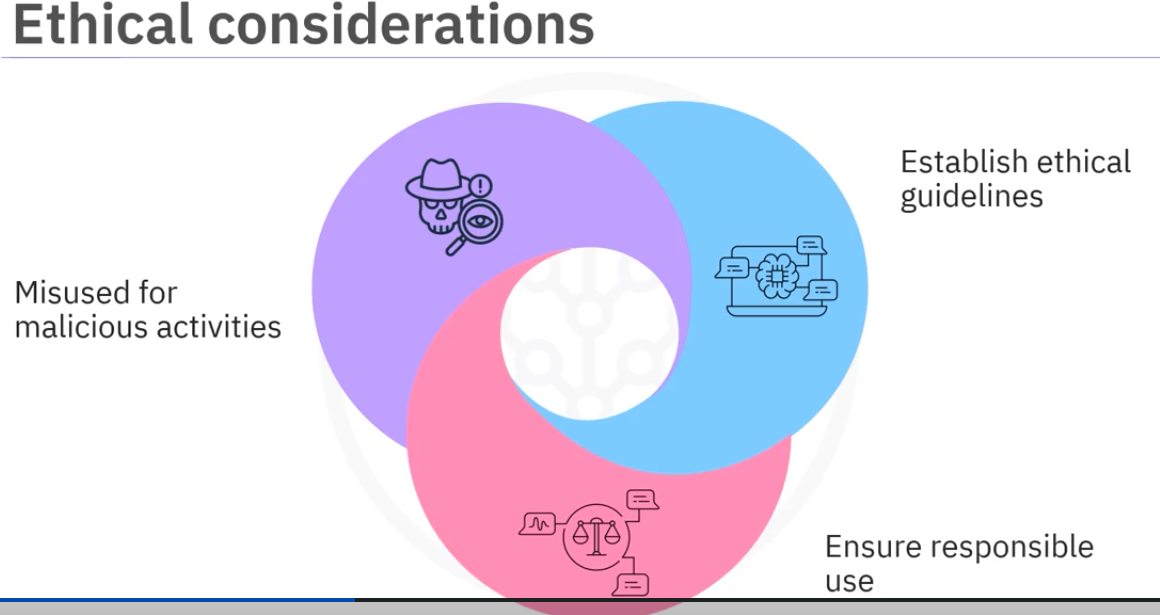 Ethical considerations
Establish ethical
guidelines
Misused for
malicious activities
Ensure responsible
use